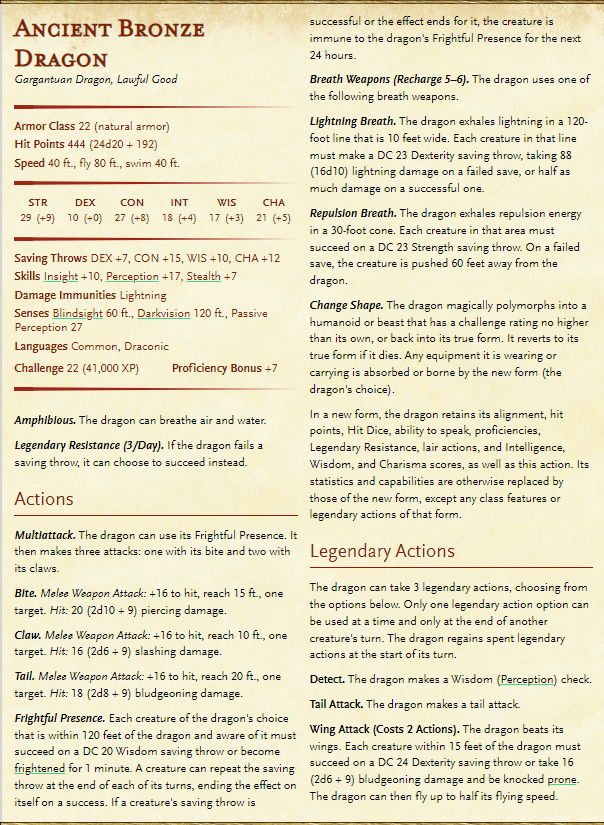 Ancient Bronze
Dragon
Gargantuan Dragon, Lawful Good
Armor Class 22 (natural armor)
Hit Points 444 (24d20 + 192)
Speed 40 ft., fly 80 ft., swim 40 ft.
STR DEX CON INT WIS CHA
29 (+9) 10 (+0) 27 (+8) 18 (+4) 17 (+3) 21 (+5)
Saving Throws DEX +7, CON +15, WIS +10, CHA +12
Skills Insight +10, Perception +17, Stealth +7
Damage Immunities Lightning
Senses Blindsight 60 ft., Darkvision 120 ft., Passive
Perception 27
Languages Common, Draconic
Challenge 22 (41,000 XP) Proficiency Bonus +7
Amphibious. The dragon can breathe air and water.
Legendary Resistance (3/Day). If the dragon fails a
saving throw, it can choose to succeed instead.
Actions
Multiattack. The dragon can use its Frightful Presence. It
then makes three attacks: one with its bite and two with
its claws.
Bite. Melee Weapon Attack: +16 to hit, reach 15 ft., one
target. Hit: 20 (2d10 + 9) piercing damage.
Claw. Melee Weapon Attack: +16 to hit, reach 10 ft., one
target. Hit: 16 (2d6 + 9) slashing damage.
Tail. Melee Weapon Attack: +16 to hit, reach 20 ft., one
target. Hit: 18 (2d8 + 9) bludgeoning damage.
Frightful Presence. Each creature of the dragon's choice
that is within 120 feet of the dragon and aware of it must
succeed on a DC 20 Wisdom saving throw or become
frightened for 1 minute. A creature can repeat the saving
throw at the end of each of its turns, ending the effect on
itself on a success. If a creature's saving throw is
successful or the effect ends for it, the creature is
immune to the dragon's Frightful Presence for the next
24 hours.
Breath Weapons (Recharge 5–6). The dragon uses one of
the following breath weapons.
Lightning Breath. The dragon exhales lightning in a 120-
foot line that is 10 feet wide. Each creature in that line
must make a DC 23 Dexterity saving throw, taking 88
(16d10) lightning damage on a failed save, or half as
much damage on a successful one.
Repulsion Breath. The dragon exhales repulsion energy
in a 30-foot cone. Each creature in that area must
succeed on a DC 23 Strength saving throw. On a failed
save, the creature is pushed 60 feet away from the
dragon.
Change Shape. The dragon magically polymorphs into a
humanoid or beast that has a challenge rating no higher
than its own, or back into its true form. It reverts to its
true form if it dies. Any equipment it is wearing or
carrying is absorbed or borne by the new form (the
dragon's choice).
In a new form, the dragon retains its alignment, hit
points, Hit Dice, ability to speak, proficiencies,
Legendary Resistance, lair actions, and Intelligence,
Wisdom, and Charisma scores, as well as this action. Its
statistics and capabilities are otherwise replaced by
those of the new form, except any class features or
legendary actions of that form.
Legendary Actions
The dragon can take 3 legendary actions, choosing from
the options below. Only one legendary action option can
be used at a time and only at the end of another
creature's turn. The dragon regains spent legendary
actions at the start of its turn.
Detect. The dragon makes a Wisdom (Perception) check.
Tail Attack. The dragon makes a tail attack.
Wing Attack (Costs 2 Actions). The dragon beats its
wings. Each creature within 15 feet of the dragon must
succeed on a DC 24 Dexterity saving throw or take 16
(2d6 + 9) bludgeoning damage and be knocked prone.
The dragon can then fly up to half its flying speed.